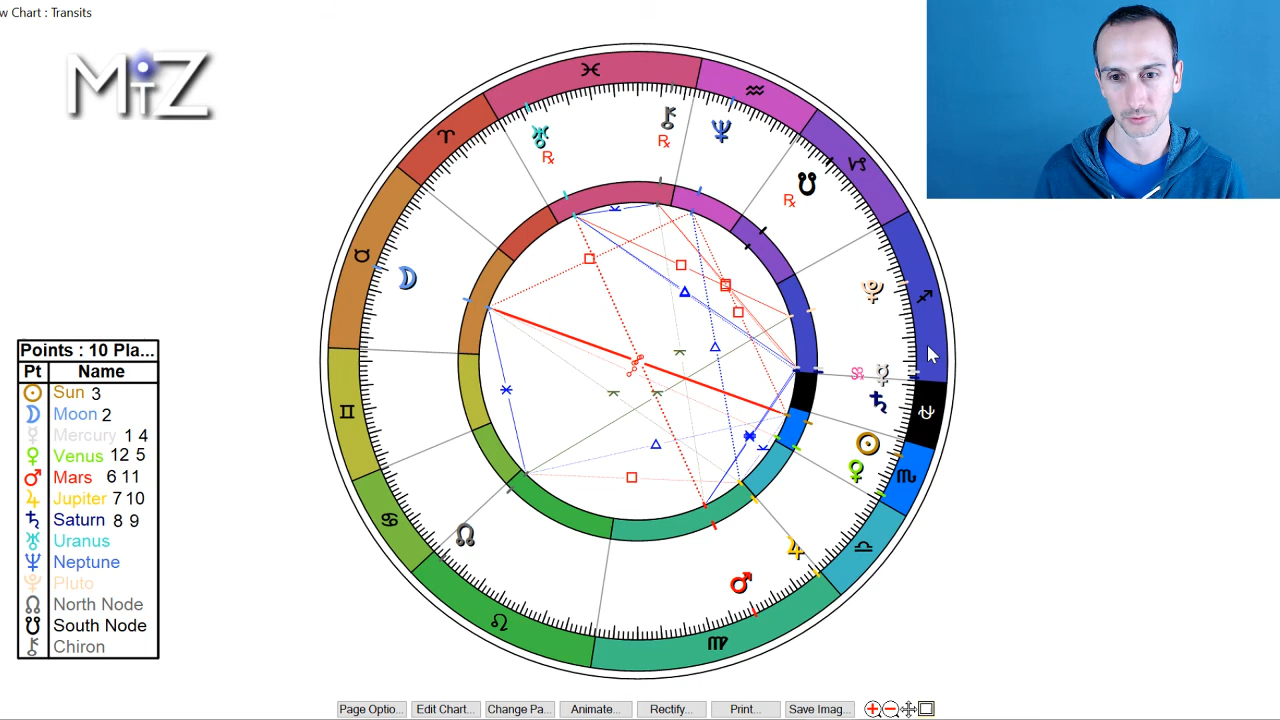 w Chart : Transits
MTZ
Points : 10 Pla...
Pt Name
Sun 3
Moon 2
Mercury 1 4
Venus 12 5
Mars 6 11
Jupiter 7 10
Saturn 8 9
Uranus
Neptune
Pluto
North Node
South Node
Chiron
Page Optio...
Edit Chart...
Change Pa...
Animate...
Rectify...
Print...
Save Imag...